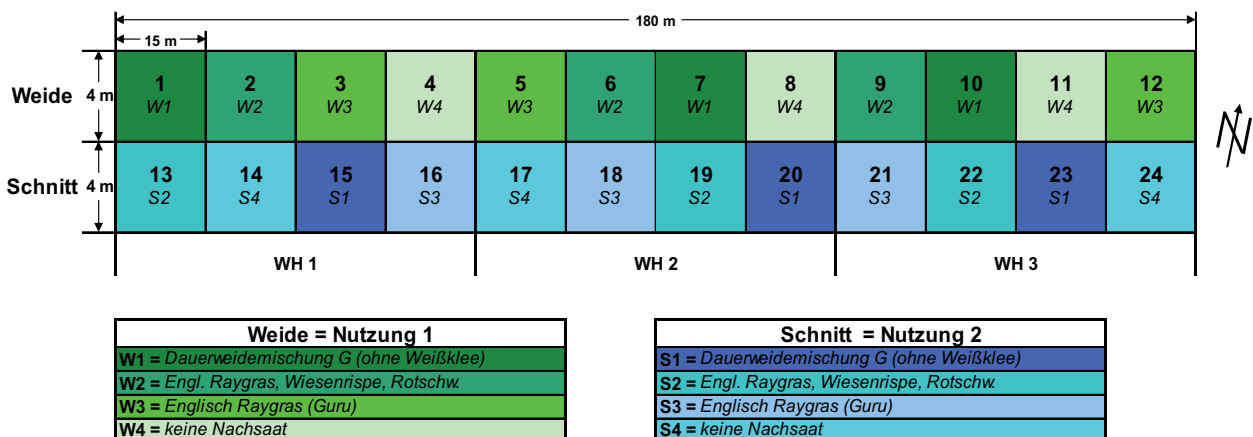 180 m
15 m
Weide 4 m
1 2 3 4 5 6 7 8 9 10 11 12
W1 W2 W3 W4 W3 W2 W1 W4 W2 W1 W4 W3
N
Schnitt 4 m
13 14 15 16 17 18 19 20 21 22 23 24
S2 S4 S1 S3 S4 S3 S2 S1 S3 S2 S1 S4
WH 1 WH 2 WH 3
Weide = Nutzung 1
W1 = Dauerweidemischung G (ohne Weißklee)
W2 = Engl. Raygras, Wiesenrispe, Rotschw.
W3 = Englisch Raygras (Guru)
W4 = keine Nachsaat
Schnitt = Nutzung 2
S1 = Dauerweidemischung G (ohne Weißklee)
S2 = Engl. Raygras, Wiesenrispe, Rotschw.
S3 = Englisch Raygras (Guru)
S4 = keine Nachsaat